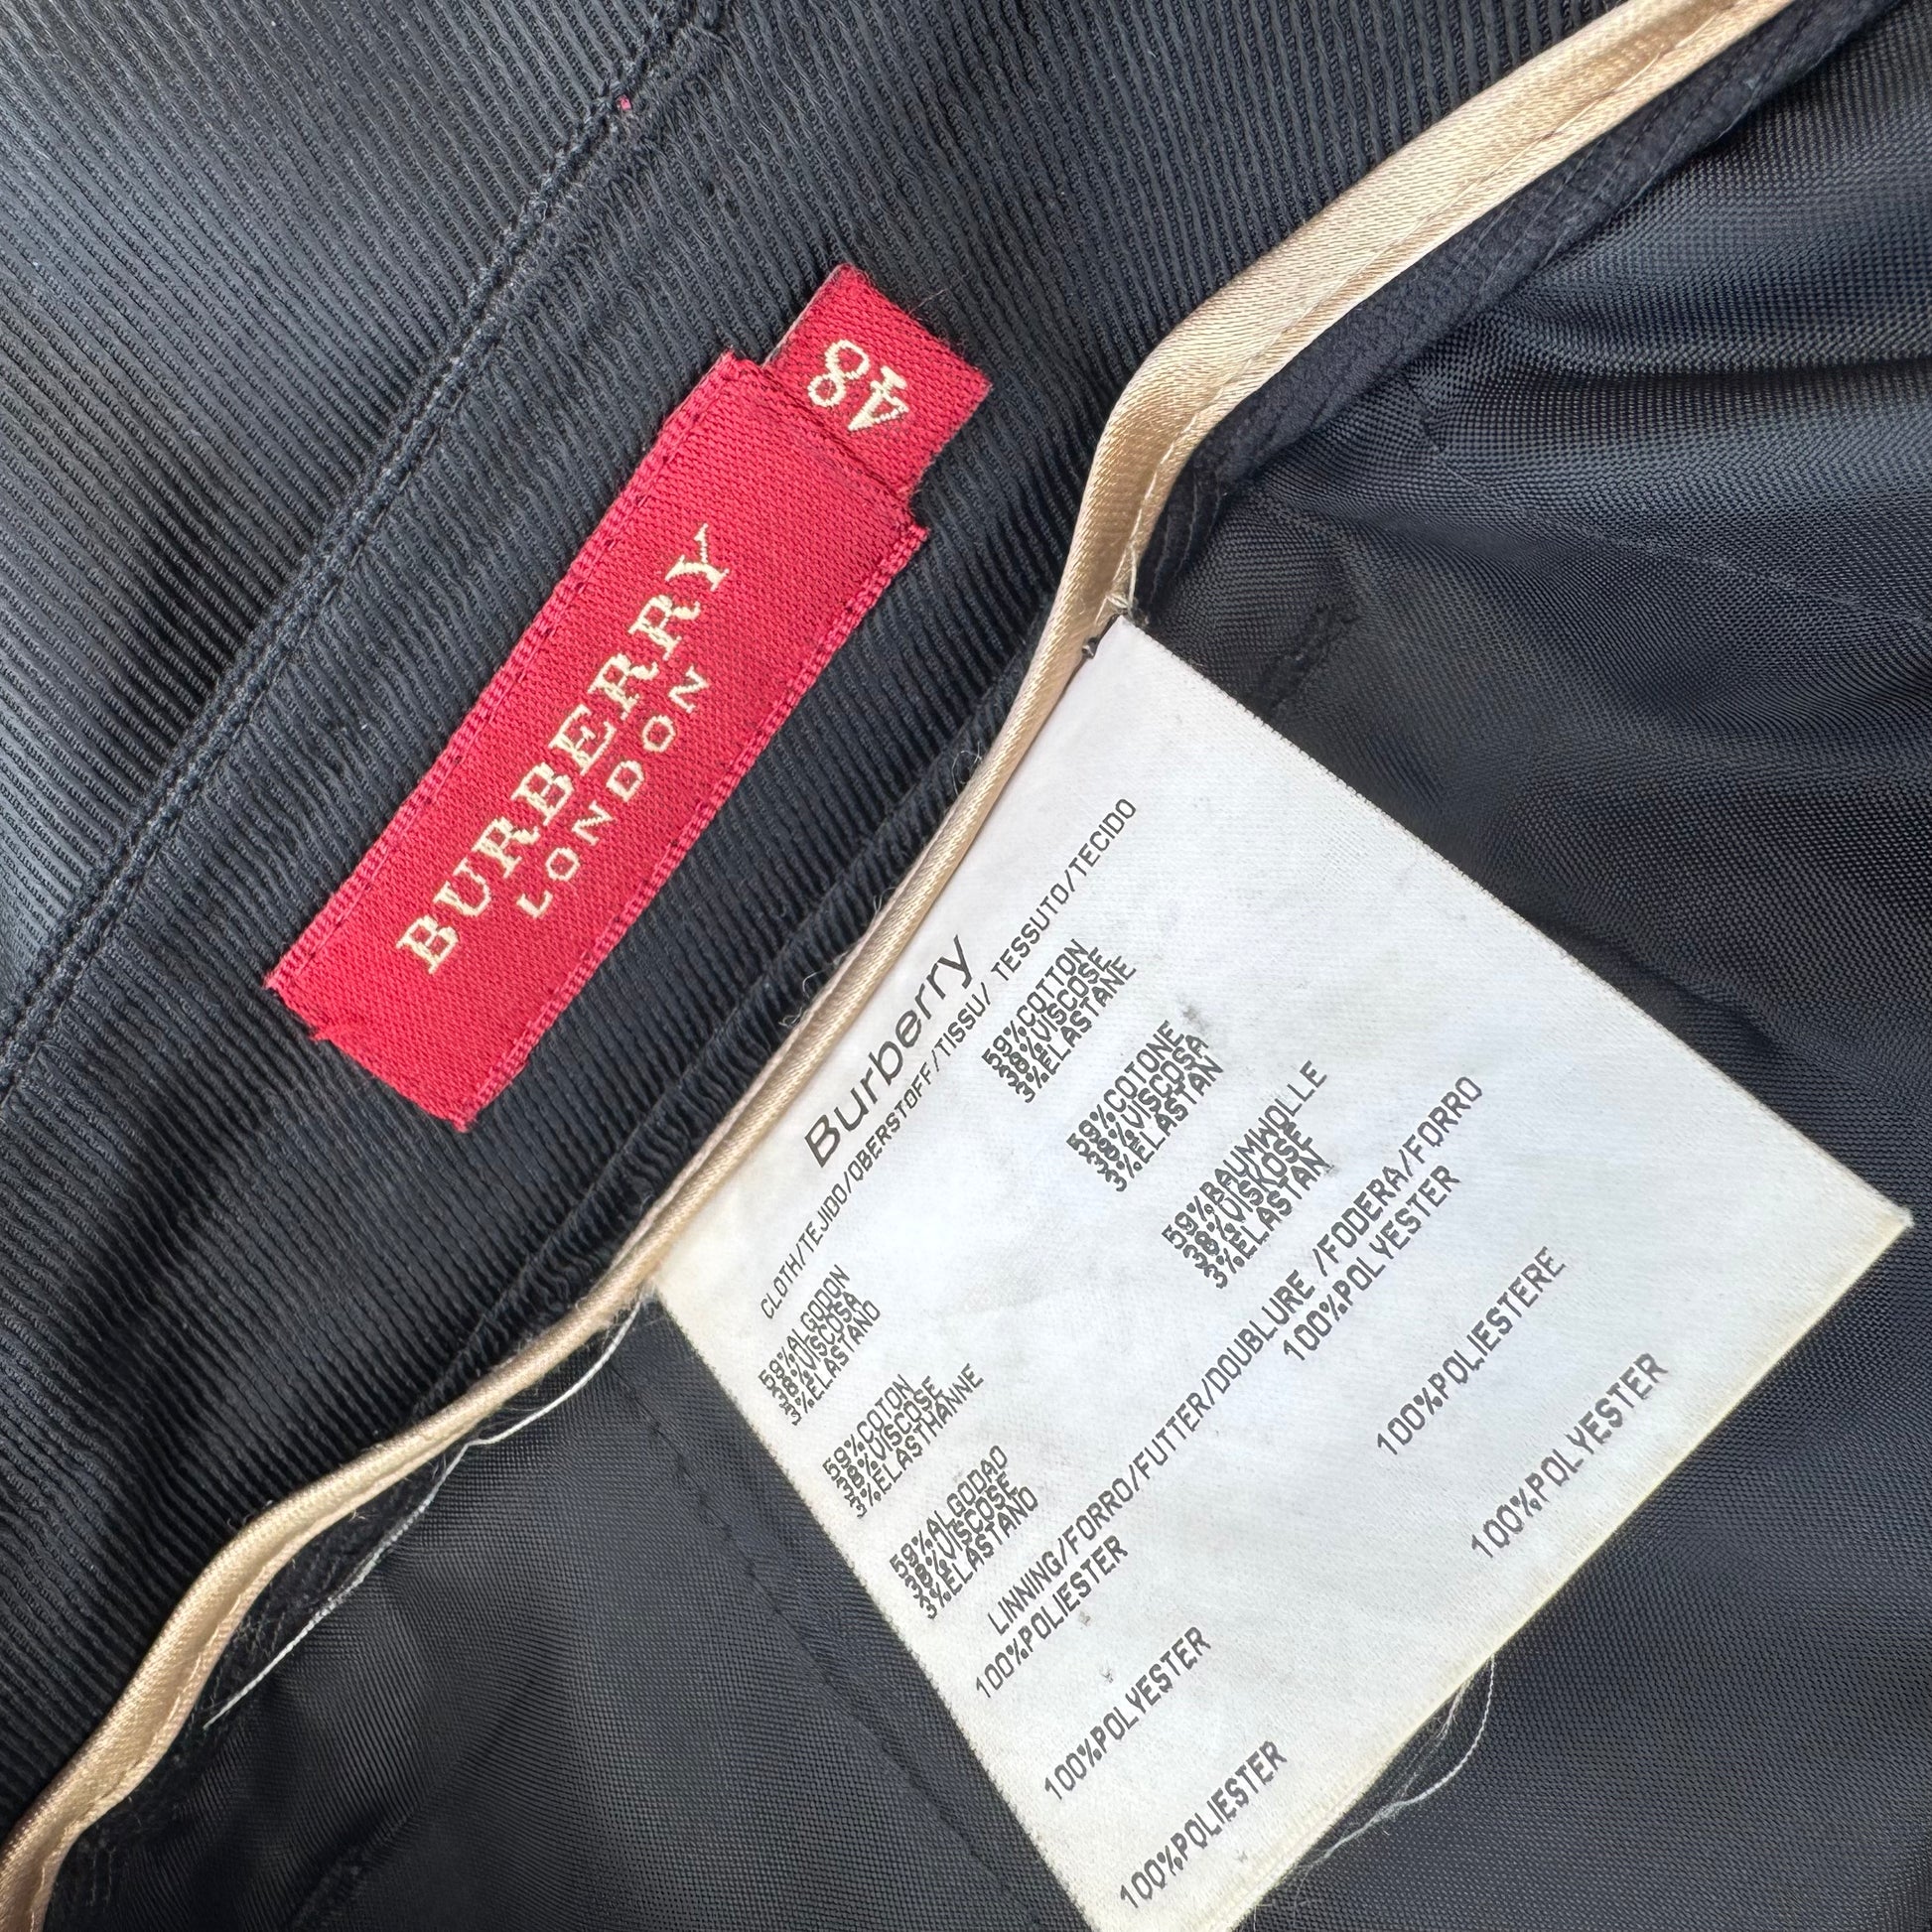 48
BURBERRY
LONDON
Burberry
CLOTH/TEJIDO/OBERSTOFF/TISSU/ TESSUTO/TECIDO
59%ALGODON
38%VISCOSA
3%ELASTANO
59%COTTON
38%VISCOSE
3%ELASTANE
59%COTON
38%VISCOSE
3%ELASTHANNE
59%COTONE
38%VISCOSA
3%ELASTAN
59%ALGODAO
38%VISCOSE
3%ELASTANO
59%BAUMWOLLE
38%VISKOSE
3%ELASTAN
LINNING/FORRO/FUTTER/DOUBLURE /FODERA/FORRO
100%POLIESTER
100%POLYESTER
100%POLYESTER
100%POLIESTERE
100%POLIESTER
100%POLYESTER